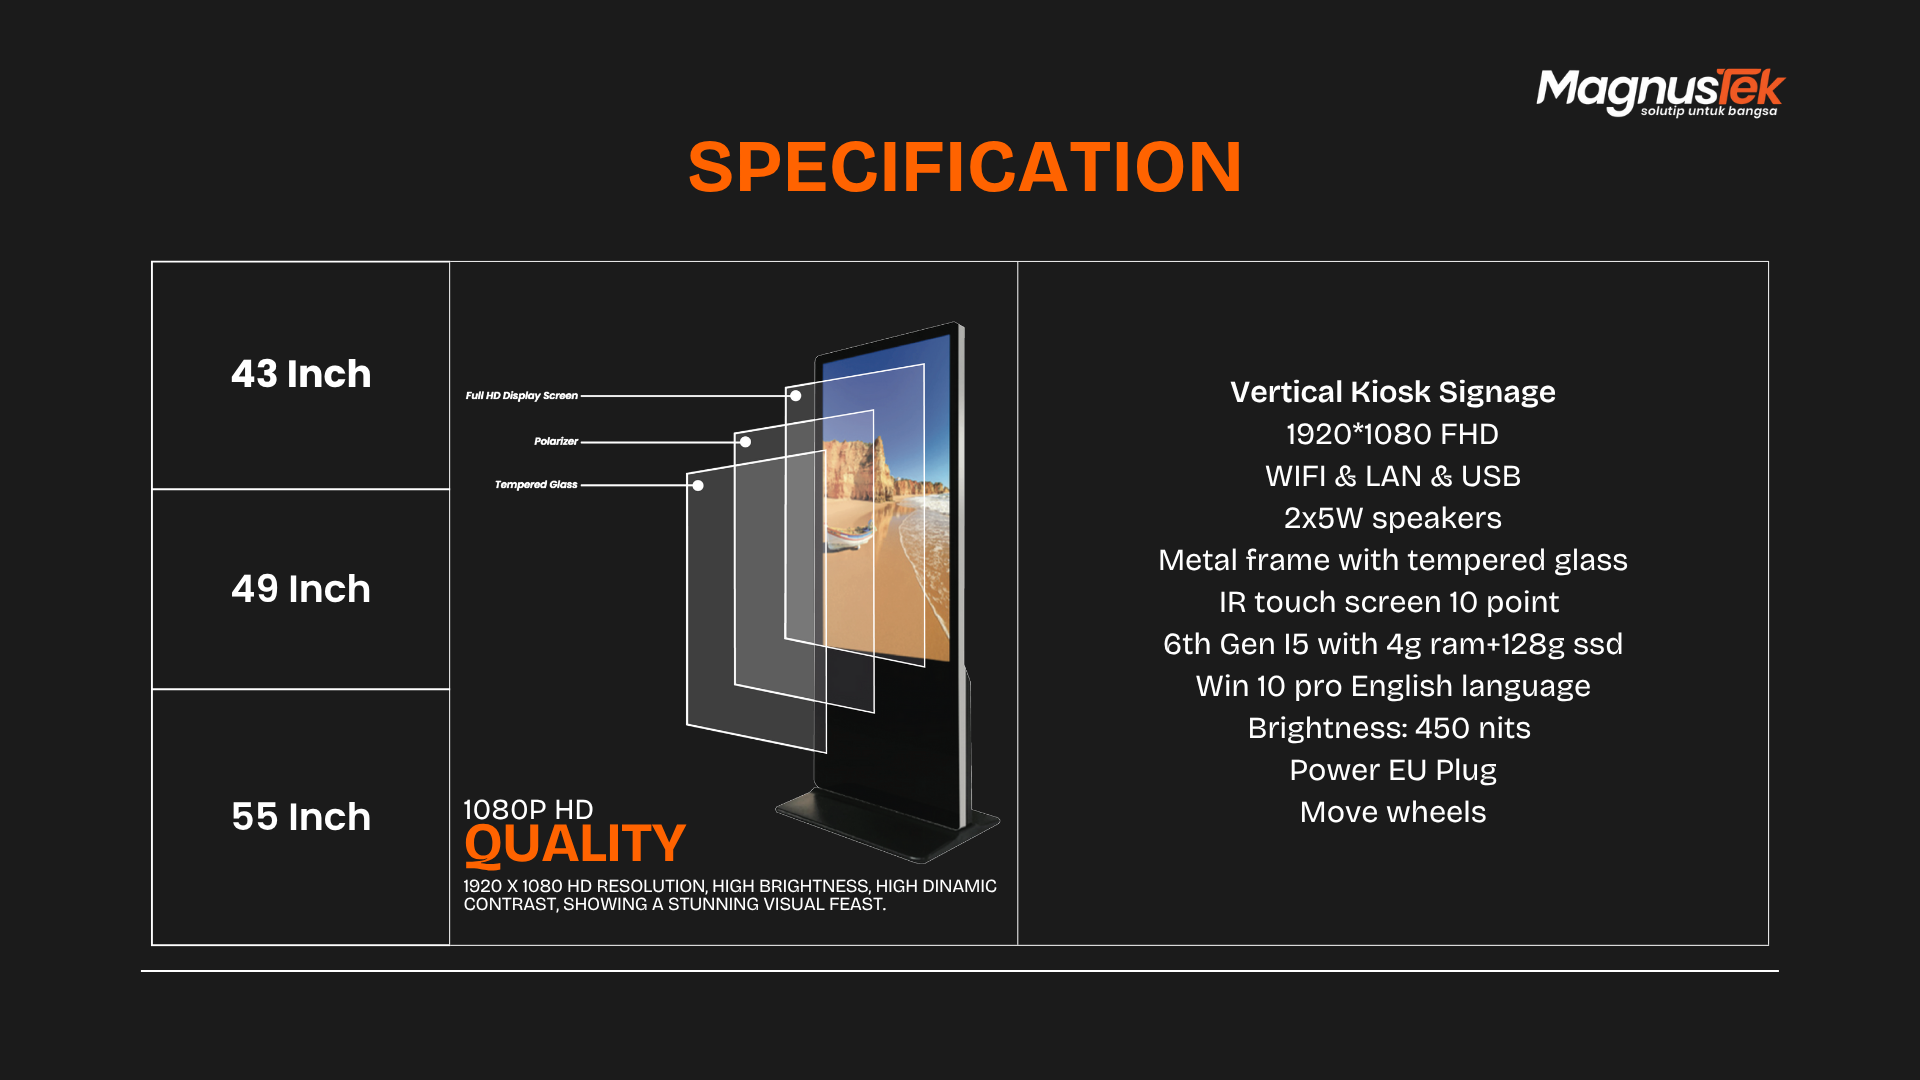 MagnusTek
solutip untuk bangsa
SPECIFICATION
43 Inch
49 Inch
55 Inch
Full HD Display Screen
Polarizer
Tempered Glass
1080P HD
QUALITY
1920 X 1080 HD RESOLUTION, HIGH BRIGHTNESS, HIGH DINAMIC
CONTRAST, SHOWING A STUNNING VISUAL FEAST.
Vertical Kiosk Signage
1920*1080 FHD
WIFI & LAN & USB
2x5W speakers
Metal frame with tempered glass
IR touch screen 10 point
6th Gen I5 with 4g ram+128g ssd
Win 10 pro English language
Brightness: 450 nits
Power EU Plug
Move wheels